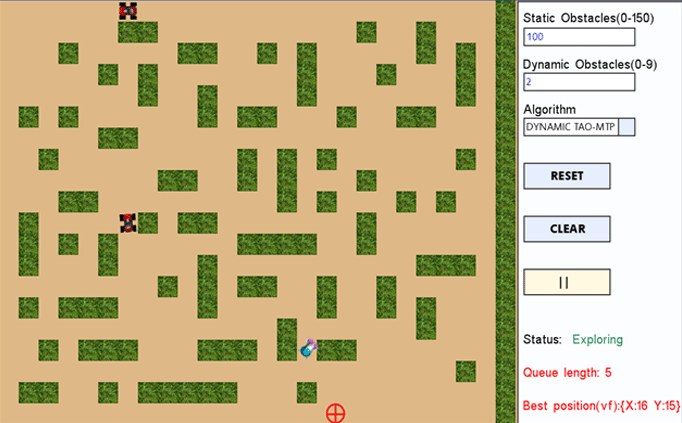 Static Obstacles(0-150)
100
Dynamic Obstacles(0-9)
2
Algorithm
DYNAMIC TAO-MTP
RESET
CLEAR
||
Status: Exploring
Queue length: 5
Best position(vf):{X:16 Y:15}